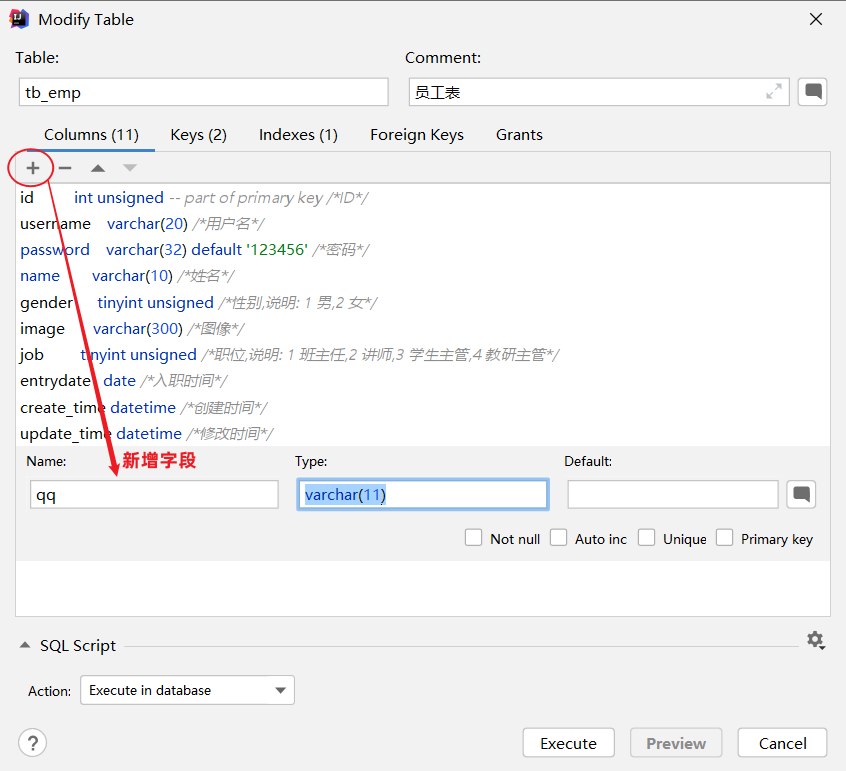 Modify Table
Table: Comment:
tb_emp 员工表
Columns (11) Keys (2) Indexes (1) Foreign Keys Grants
id int unsigned -- part of primary key /*ID*/
username varchar(20) /*用户名*/
password varchar(32) default '123456' /*密码*/
name varchar(10) /*姓名*/
gender tinyint unsigned /*性别,说明: 1 男,2 女*/
image varchar(300) /*图像*/
job tinyint unsigned /*职位,说明: 1 班主任,2 讲师,3 学生主管,4 教研主管*/
entrydate date /*入职时间*/
create_time datetime /*创建时间*/
update_time datetime /*修改时间*/
新增字段
Name: Type: Default:
qq varchar(11)
Not null Auto inc Unique Primary key
SQL Script
Action: Execute in database
? Execute Preview Cancel